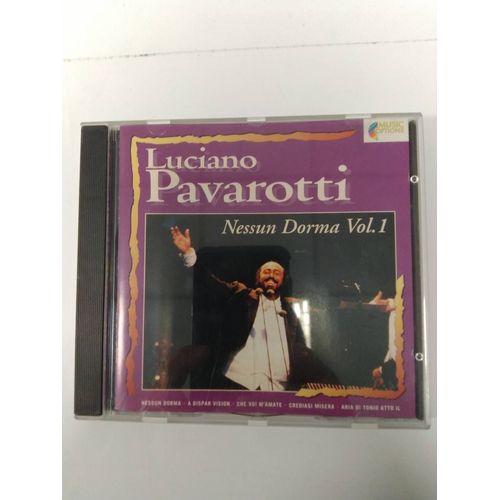 MUSIC
OPTIONS
Luciano
Pavarotti
Nessun Dorma Vol.1
NESSUN DORMA - A DISPAR VISION - CHE VOI M'AMATE - CREDIASI MISERA - ARIA DI TONIO ATTO II